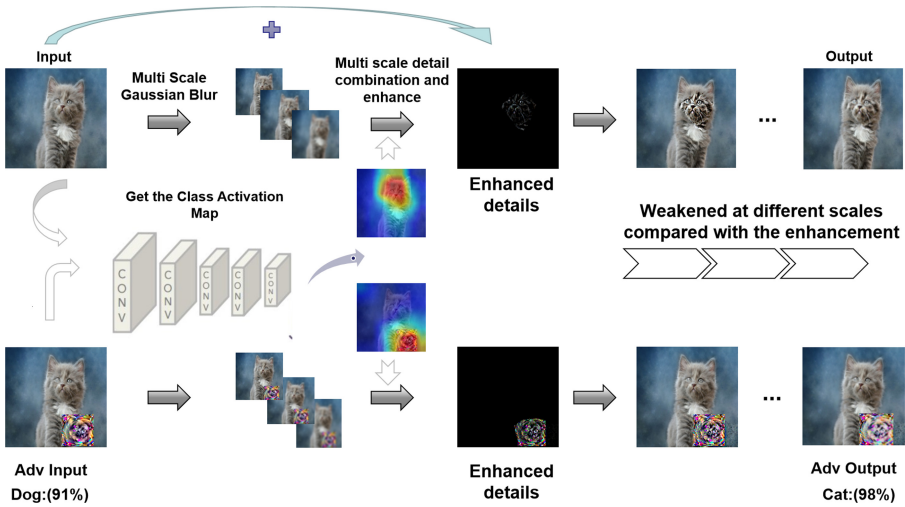 Input
Multi Scale
Gaussian Blur
Multi scale detail
combination and
enhance
Output
...
Enhanced
details
Get the Class Activation
Map
CONV
CONV
CONV
CONV
CONV
Weakened at different scales
compared with the enhancement
...
Adv Input
Dog:(91%)
Enhanced
details
Adv Output
Cat:(98%)